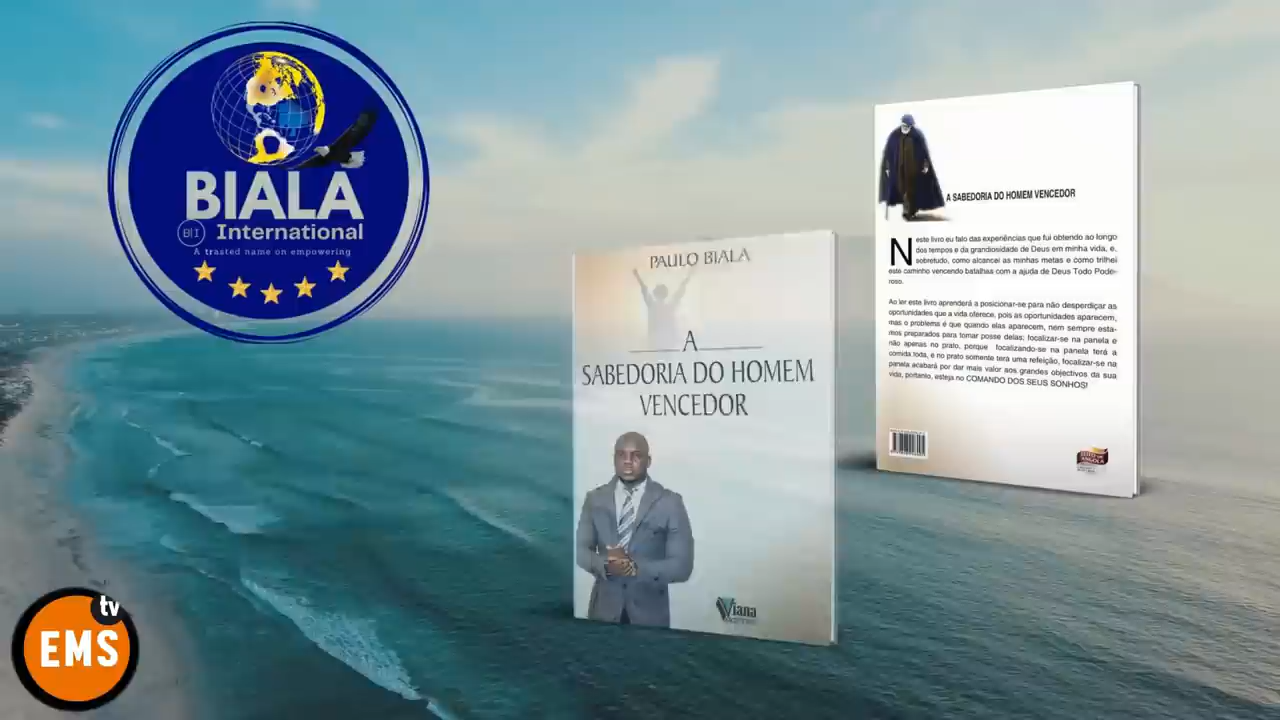 BIALA
B|I International
A trasted name on empowering
PAULO BIALA
A
SABEDORIA DO HOMEM
VENCEDOR
Viana
A SABEDORIA DO HOMEM VENCEDOR
Neste livro eu falo das experiências que fui obtendo ao longo
dos tempos e da grandiosidade de Deus em minha vida, e,
sobretudo, como alcancei as minhas metas e como trilhei
este caminho vencendo batalhas com a ajuda de Deus Todo Pode-
roso.
Ao ler este livro aprenderá a posicionar-se para não desperdiçar as
oportunidades que a vida oferece, pois as oportunidades aparecem,
mas o problema é que quando elas aparecem, nem sempre esta-
mos preparados para tomar posse delas; focalizar-se na panela e
não apenas no prato, porque focalizando-se na panela terá a
comida toda, e no prato somente terá uma refeição, focalizar-se na
panela acabará por dar mais valor aos grandes objectivos da sua
vida, portanto, esteja no COMANDO DOS SEUS SONHOS!
tv
EMS